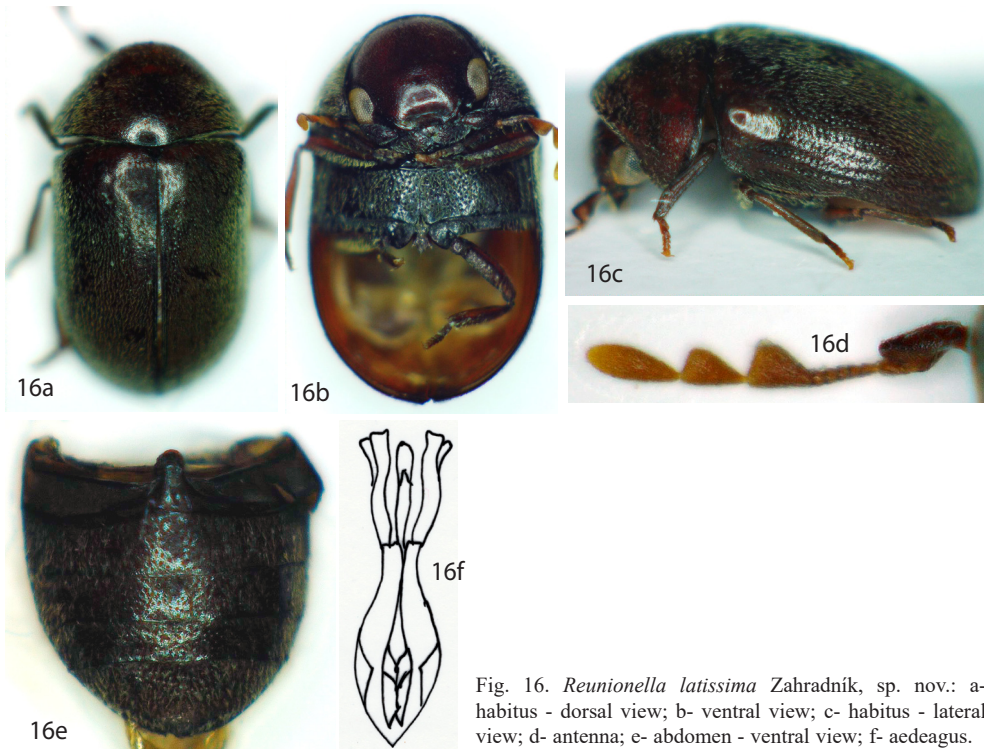 16a
16b
16c
16d
16e
16f
Fig. 16. Reunionella latissima Zahradník, sp. nov.: a-
habitus - dorsal view; b- ventral view; c- habitus - lateral
view; d- antenna; e- abdomen - ventral view; f- aedeagus.